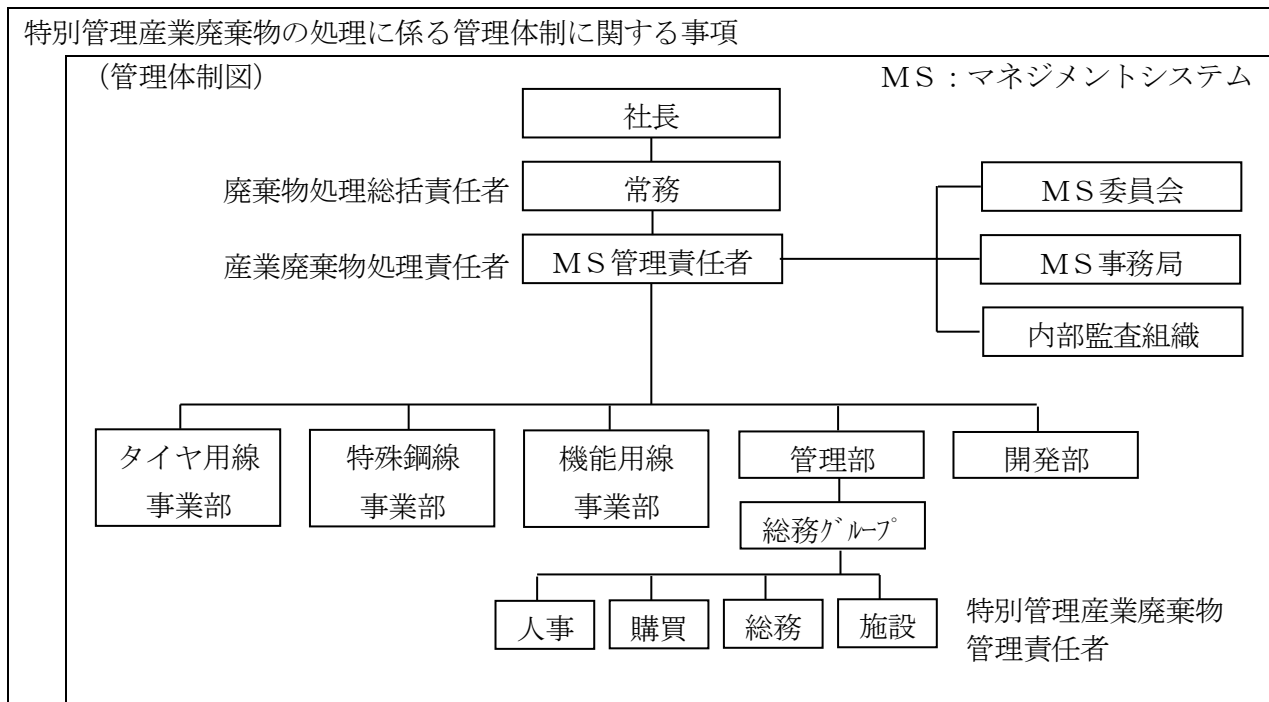 特別管理産業廃棄物の処理に係る管理体制に関する事項
（管理体制図）
ＭＳ：マネジメントシステム
社長
廃棄物処理総括責任者
常務
ＭＳ委員会
産業廃棄物処理責任者
ＭＳ管理責任者
ＭＳ事務局
内部監査組織
タイヤ用線
事業部
特殊鋼線
事業部
機能用線
事業部
管理部
開発部
総務ｸﾞﾙｰﾌﾟ
人事
購買
総務
施設
特別管理産業廃棄物
管理責任者